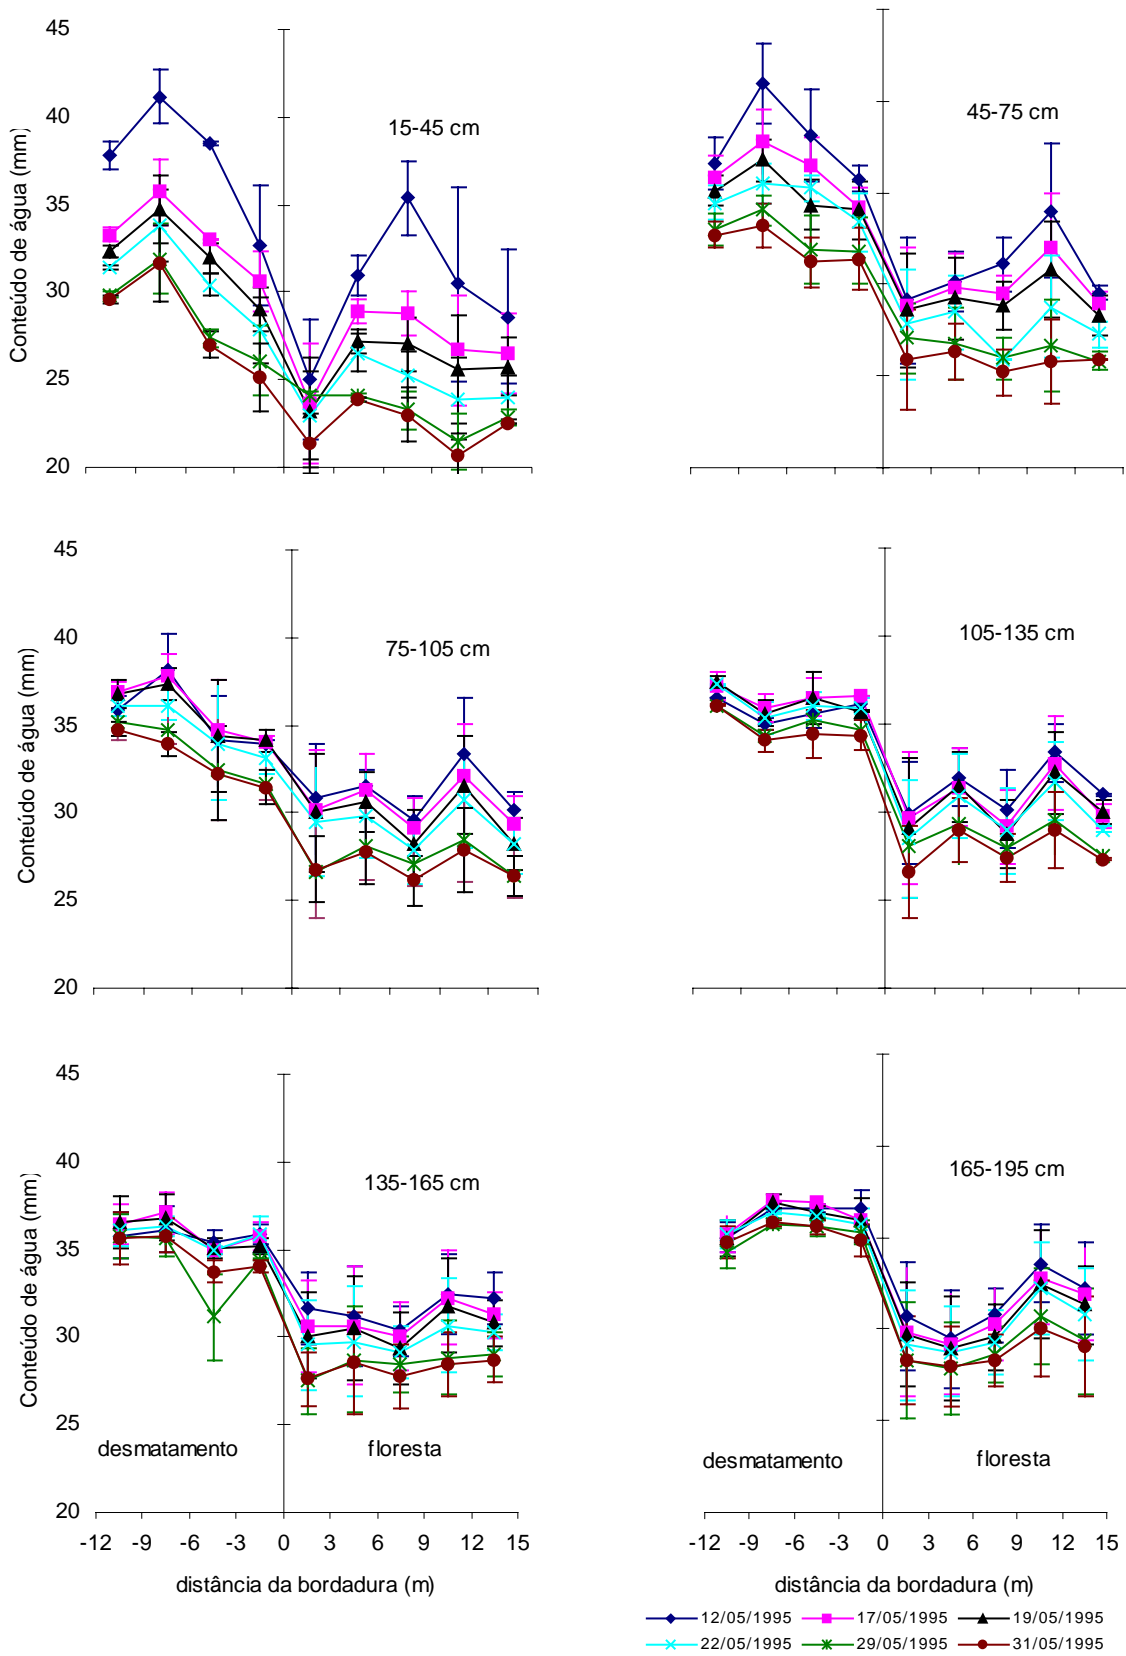 45
40
35
30
25
20
Conteúdo de água (mm)
15-45 cm
45-75 cm
45
40
35
30
25
20
Conteúdo de água (mm)
75-105 cm
105-135 cm
45
40
35
30
25
20
Conteúdo de água (mm)
135-165 cm
165-195 cm
desmatamento
floresta
desmatamento
floresta
-12 -9 -6 -3 0 3 6 9 12 15
-12 -9 -6 -3 0 3 6 9 12 15
distância da bordadura (m)
distância da bordadura (m)
12/05/1995 17/05/1995 19/05/1995
22/05/1995 29/05/1995 31/05/1995